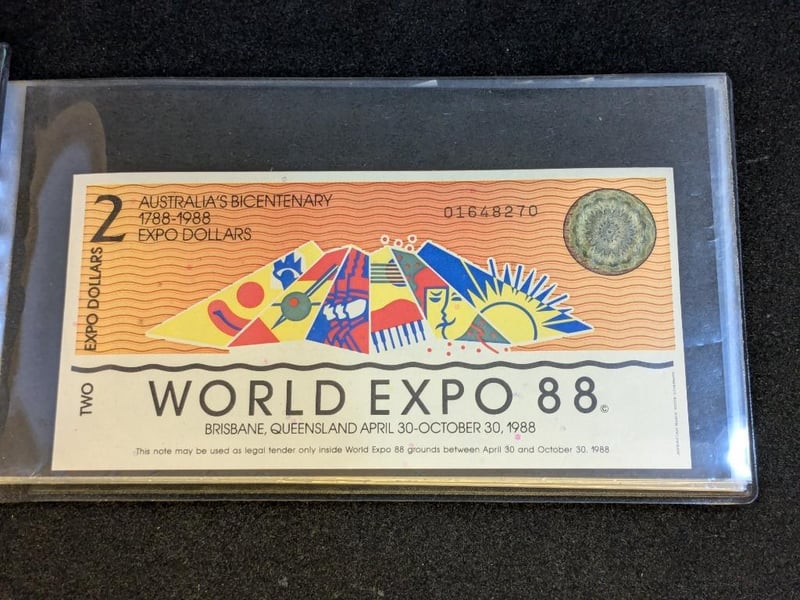 2
AUSTRALIA'S BICENTENARY
1788-1988
EXPO DOLLARS
01648270
TWO EXPO DOLLARS
WORLD EXPO 88©
BRISBANE, QUEENSLAND APRIL 30-OCTOBER 30, 1988
This note may be used as legal tender only inside World Expo 88 grounds between April 30 and October 30. 1988